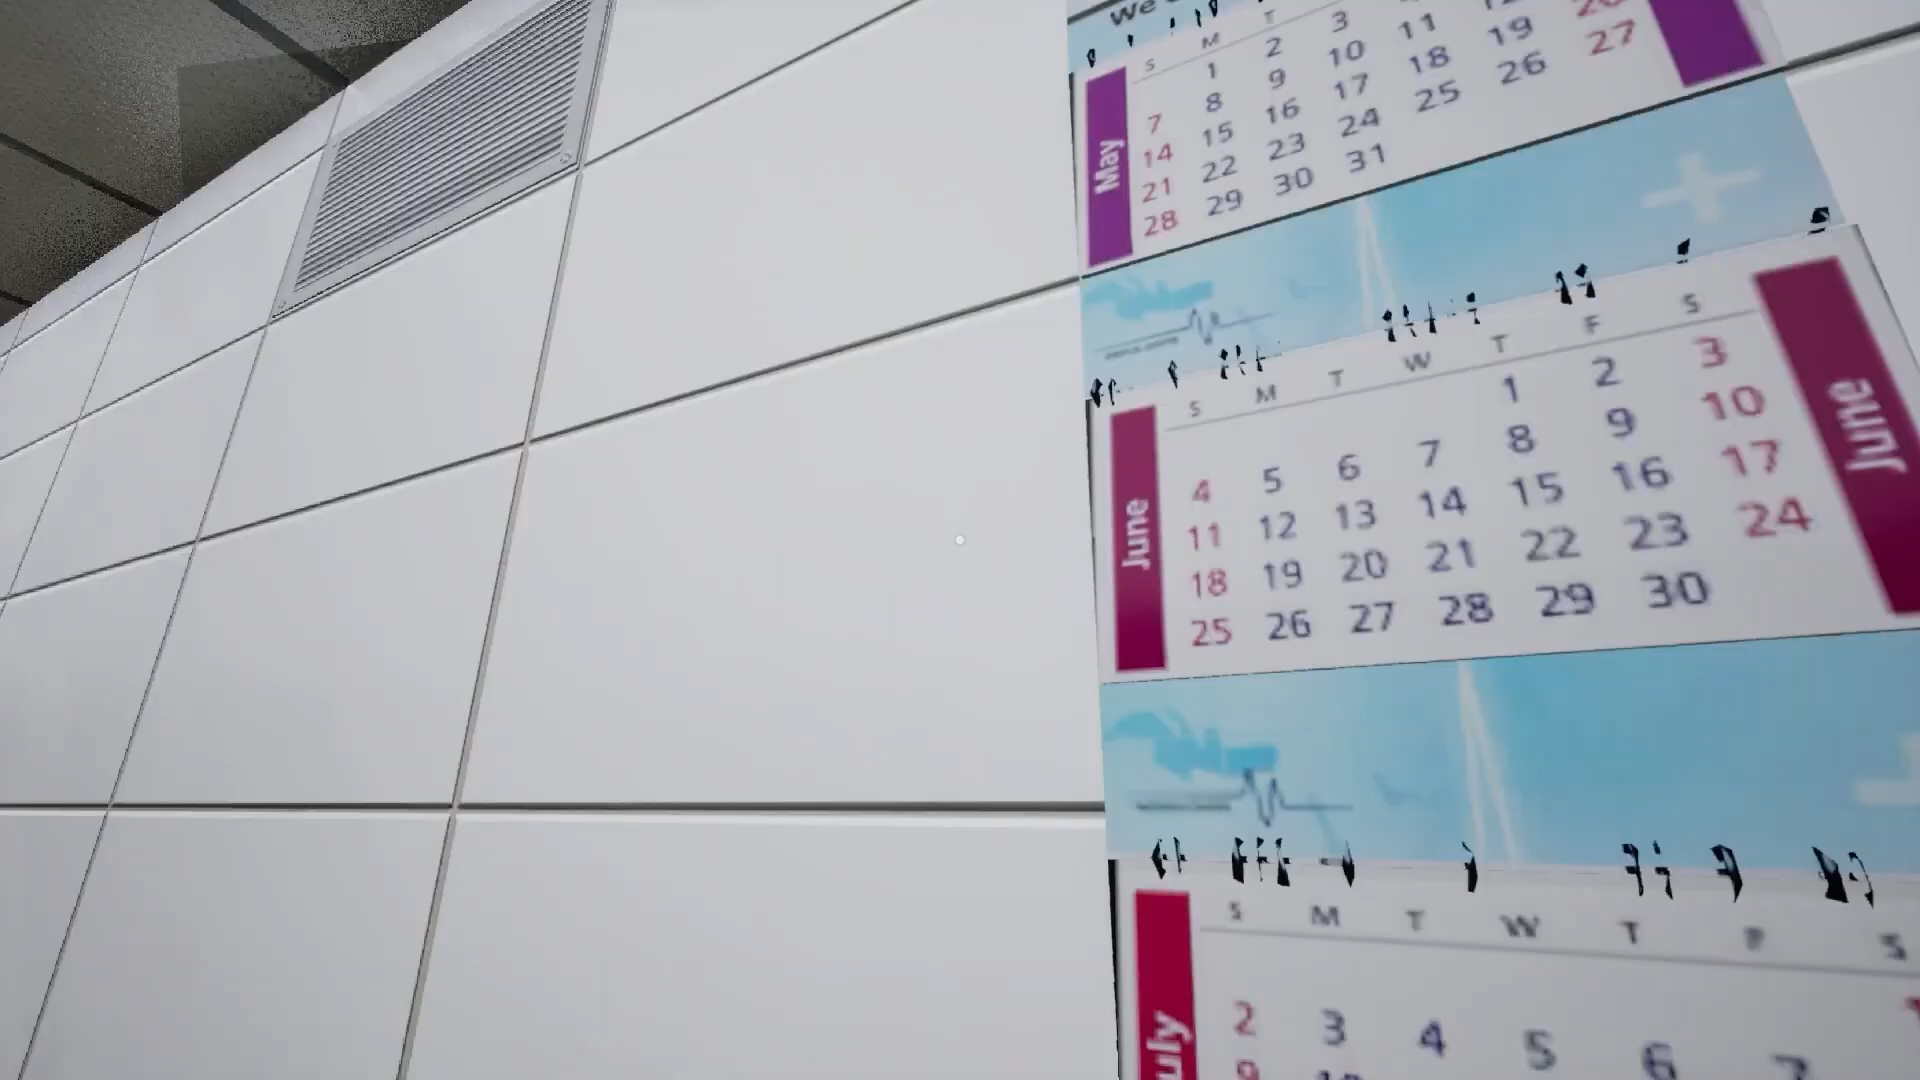 We
S M T
1 2 3
7 8 9 10 11 12
14 15 16 17 18 19 20
21 22 23 24 25 26 27
28 29 30 31
May
S M T W T F S
1 2 3
4 5 6 7 8 9 10
11 12 13 14 15 16 17
18 19 20 21 22 23 24
25 26 27 28 29 30
June
June
S M T W T F S
2 3 4 5 6 7
9